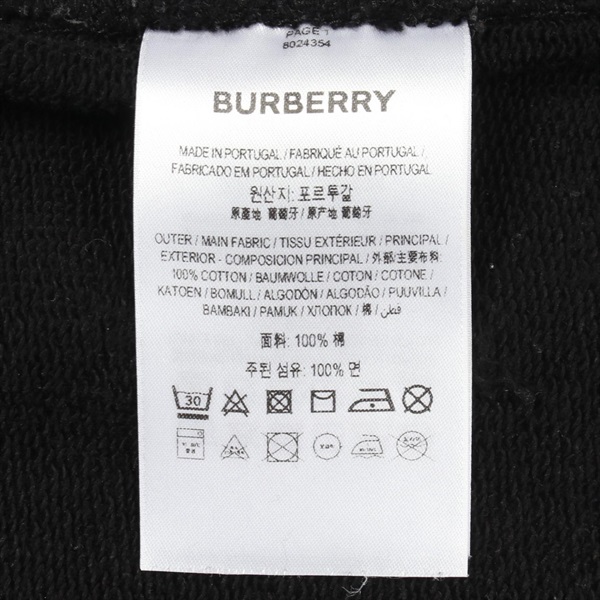 PAGE 1
8024354
BURBERRY
MADE IN PORTUGAL / FABRIQUÉ AU PORTUGAL /
FABRICADO EM PORTUGAL / HECHO EN PORTUGAL
원산지: 포르투갈
原產地 葡萄牙 / 原产地 葡萄牙
OUTER / MAIN FABRIC / TISSU EXTÉRIEUR / PRINCIPAL /
EXTERIOR - COMPOSICION PRINCIPAL / 外部/主要布料:
100% COTTON / BAUMWOLLE / COTON / COTONE /
KATOEN / BOMULL / ALGODÓN / ALGODÃO / PUUVILLA /
BAMBAKI / PAMUK / ХЛОПОК / 棉 / قطن
面料: 100% 棉
주된 섬유: 100% 면
30